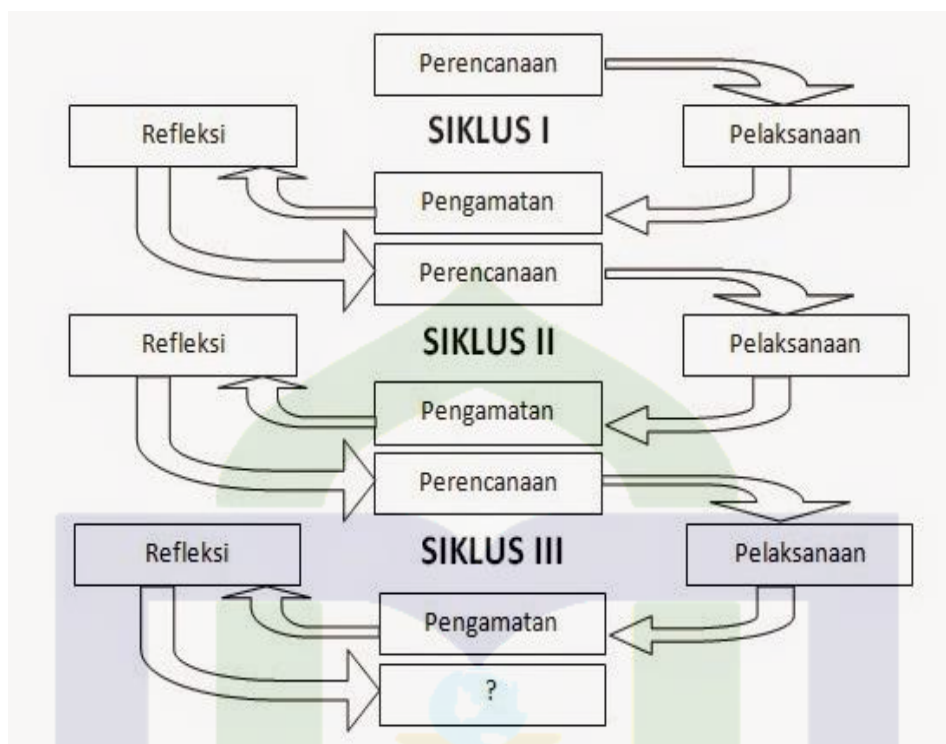 Perencanaan
Refleksi
SIKLUS I
Pelaksanaan
Pengamatan
Perencanaan
Refleksi
SIKLUS II
Pelaksanaan
Pengamatan
Perencanaan
Refleksi
SIKLUS III
Pelaksanaan
Pengamatan
?